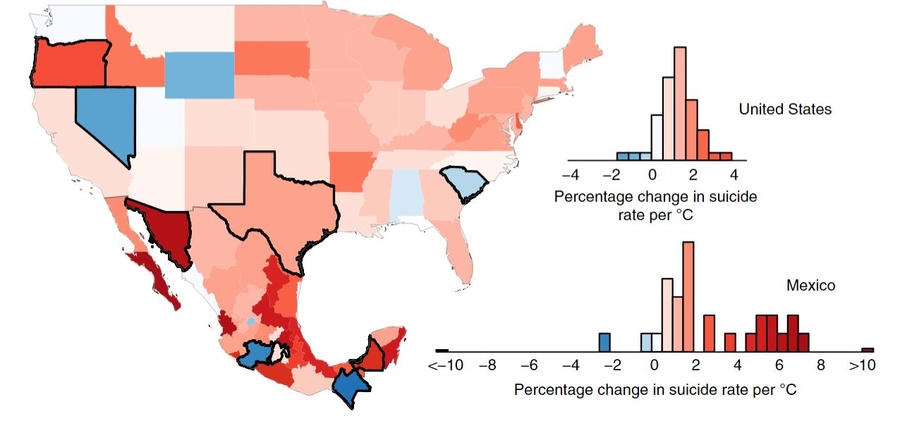 United States
−4 −2 0 2 4
Percentage change in suicide
rate per °C
Mexico
<−10 −8 −6 −4 −2 0 2 4 6 8 >10
Percentage change in suicide rate per °C